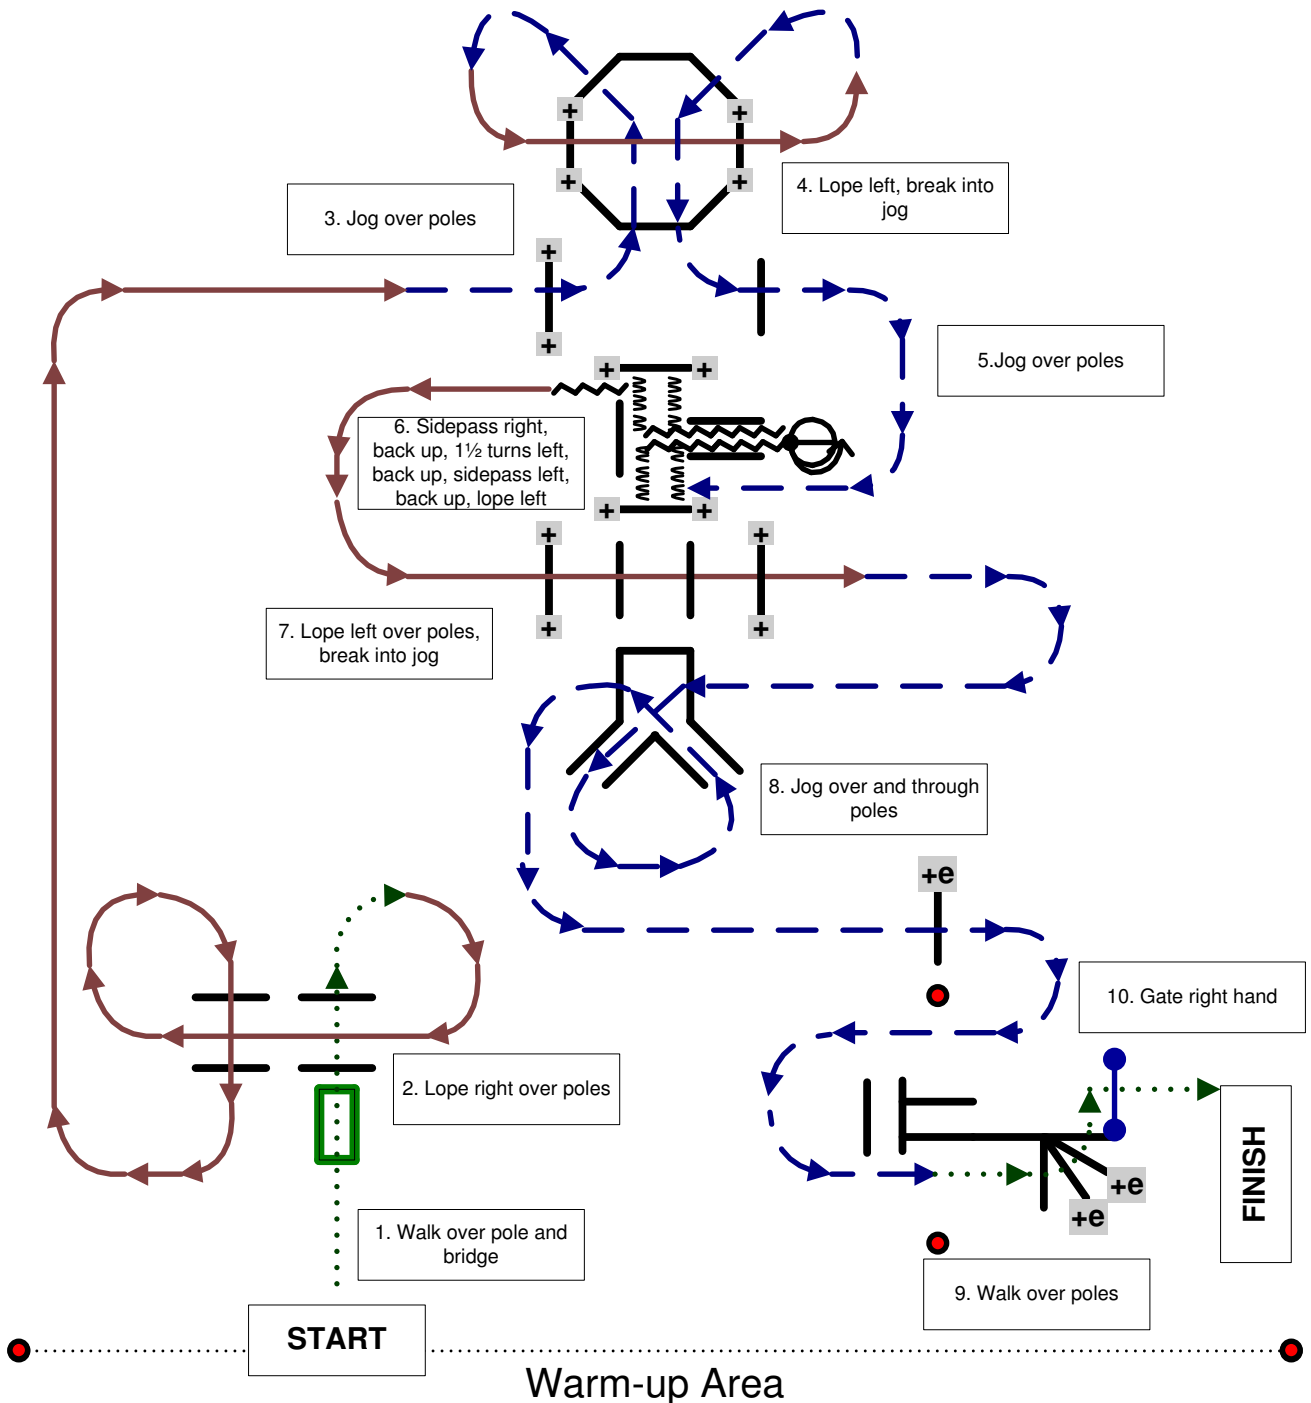 +
+
+
+
3. Jog over poles
4. Lope left, break into
jog
+
+
5.Jog over poles
+
+
6. Sidepass right,
back up, 1½ turns left,
back up, sidepass left,
back up, lope left
+
+
+
+
+
+
7. Lope left over poles,
break into jog
8. Jog over and through
poles
+e
10. Gate right hand
2. Lope right over poles
+e
+e
FINISH
1. Walk over pole and
bridge
9. Walk over poles
START
Warm-up Area